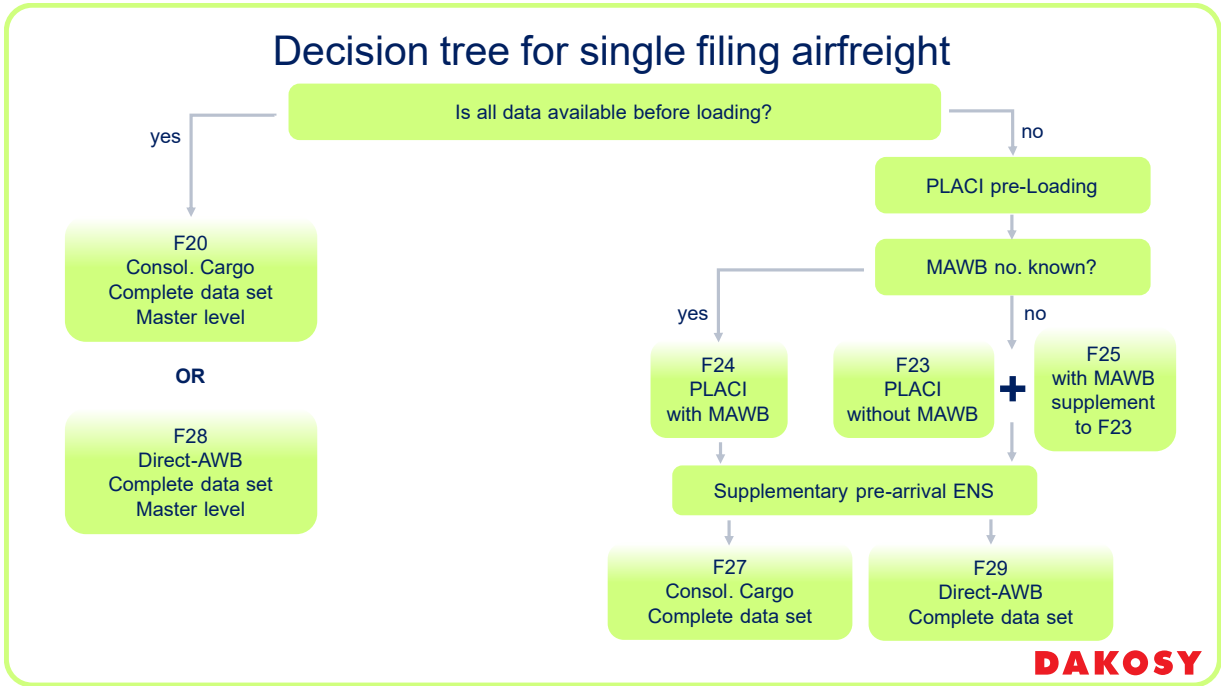 Decision tree for single filing airfreight
Is all data available before loading?
yes
no
PLACI pre-Loading
F20
Consol. Cargo
Complete data set
Master level
MAWB no. known?
yes
no
OR
F24
PLACI
with MAWB
F23
PLACI
without MAWB
+
F25
with MAWB
supplement
to F23
F28
Direct-AWB
Complete data set
Master level
Supplementary pre-arrival ENS
F27
Consol. Cargo
Complete data set
F29
Direct-AWB
Complete data set
DAKOSY